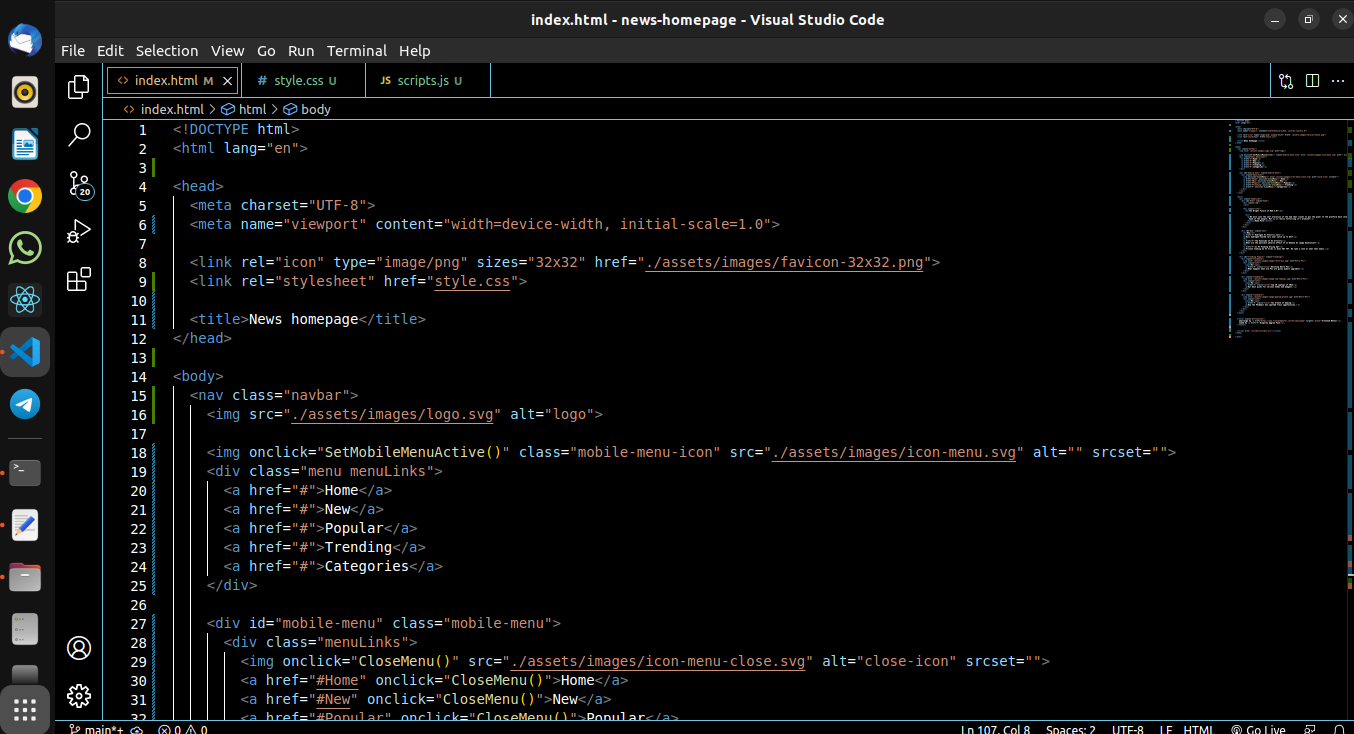 index.html - news-homepage - Visual Studio Code
File Edit Selection View Go Run Terminal Help
<> index.html M × # style.css U JS scripts.js U
<> index.html > html > body
1 <!DOCTYPE html>
2 <html lang="en">
3
4 <head>
5 <meta charset="UTF-8">
6 <meta name="viewport" content="width=device-width, initial-scale=1.0">
7
8 <link rel="icon" type="image/png" sizes="32x32" href="./assets/images/favicon-32x32.png">
9 <link rel="stylesheet" href="style.css">
10
11 <title>News homepage</title>
12 </head>
13
14 <body>
15 <nav class="navbar">
16 <img src="./assets/images/logo.svg" alt="logo">
17
18 <img onclick="SetMobileMenuActive()" class="mobile-menu-icon" src="./assets/images/icon-menu.svg" alt="" srcset="">
19 <div class="menu menuLinks">
20 <a href="#">Home</a>
21 <a href="#">New</a>
22 <a href="#">Popular</a>
23 <a href="#">Trending</a>
24 <a href="#">Categories</a>
25 </div>
26
27 <div id="mobile-menu" class="mobile-menu">
28 <div class="menuLinks">
29 <img onclick="CloseMenu()" src="./assets/images/icon-menu-close.svg" alt="close-icon" srcset="">
30 <a href="#Home" onclick="CloseMenu()">Home</a>
31 <a href="#New" onclick="CloseMenu()">New</a>
32 <a href="#Popular" onclick="CloseMenu()">Popular</a>
20
main*+ 0 0 Ln 107, Col 8 Spaces: 2 UTF-8 LF HTML Go Live